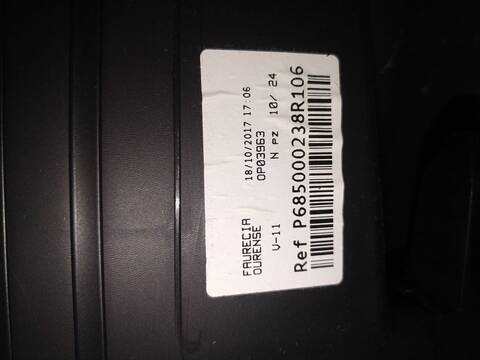 FAURECIA 18/10/2017 17:06
OURENSE OP03963
V-11 N pz 10/ 24
Ref P685000238R106